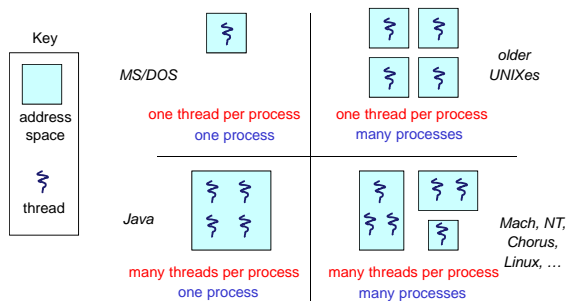 Key
address
space
thread
MS/DOS
one thread per process
one process
older
UNIXes
one thread per process
many processes
Java
many threads per process
one process
Mach, NT,
Chorus,
Linux, …
many threads per process
many processes